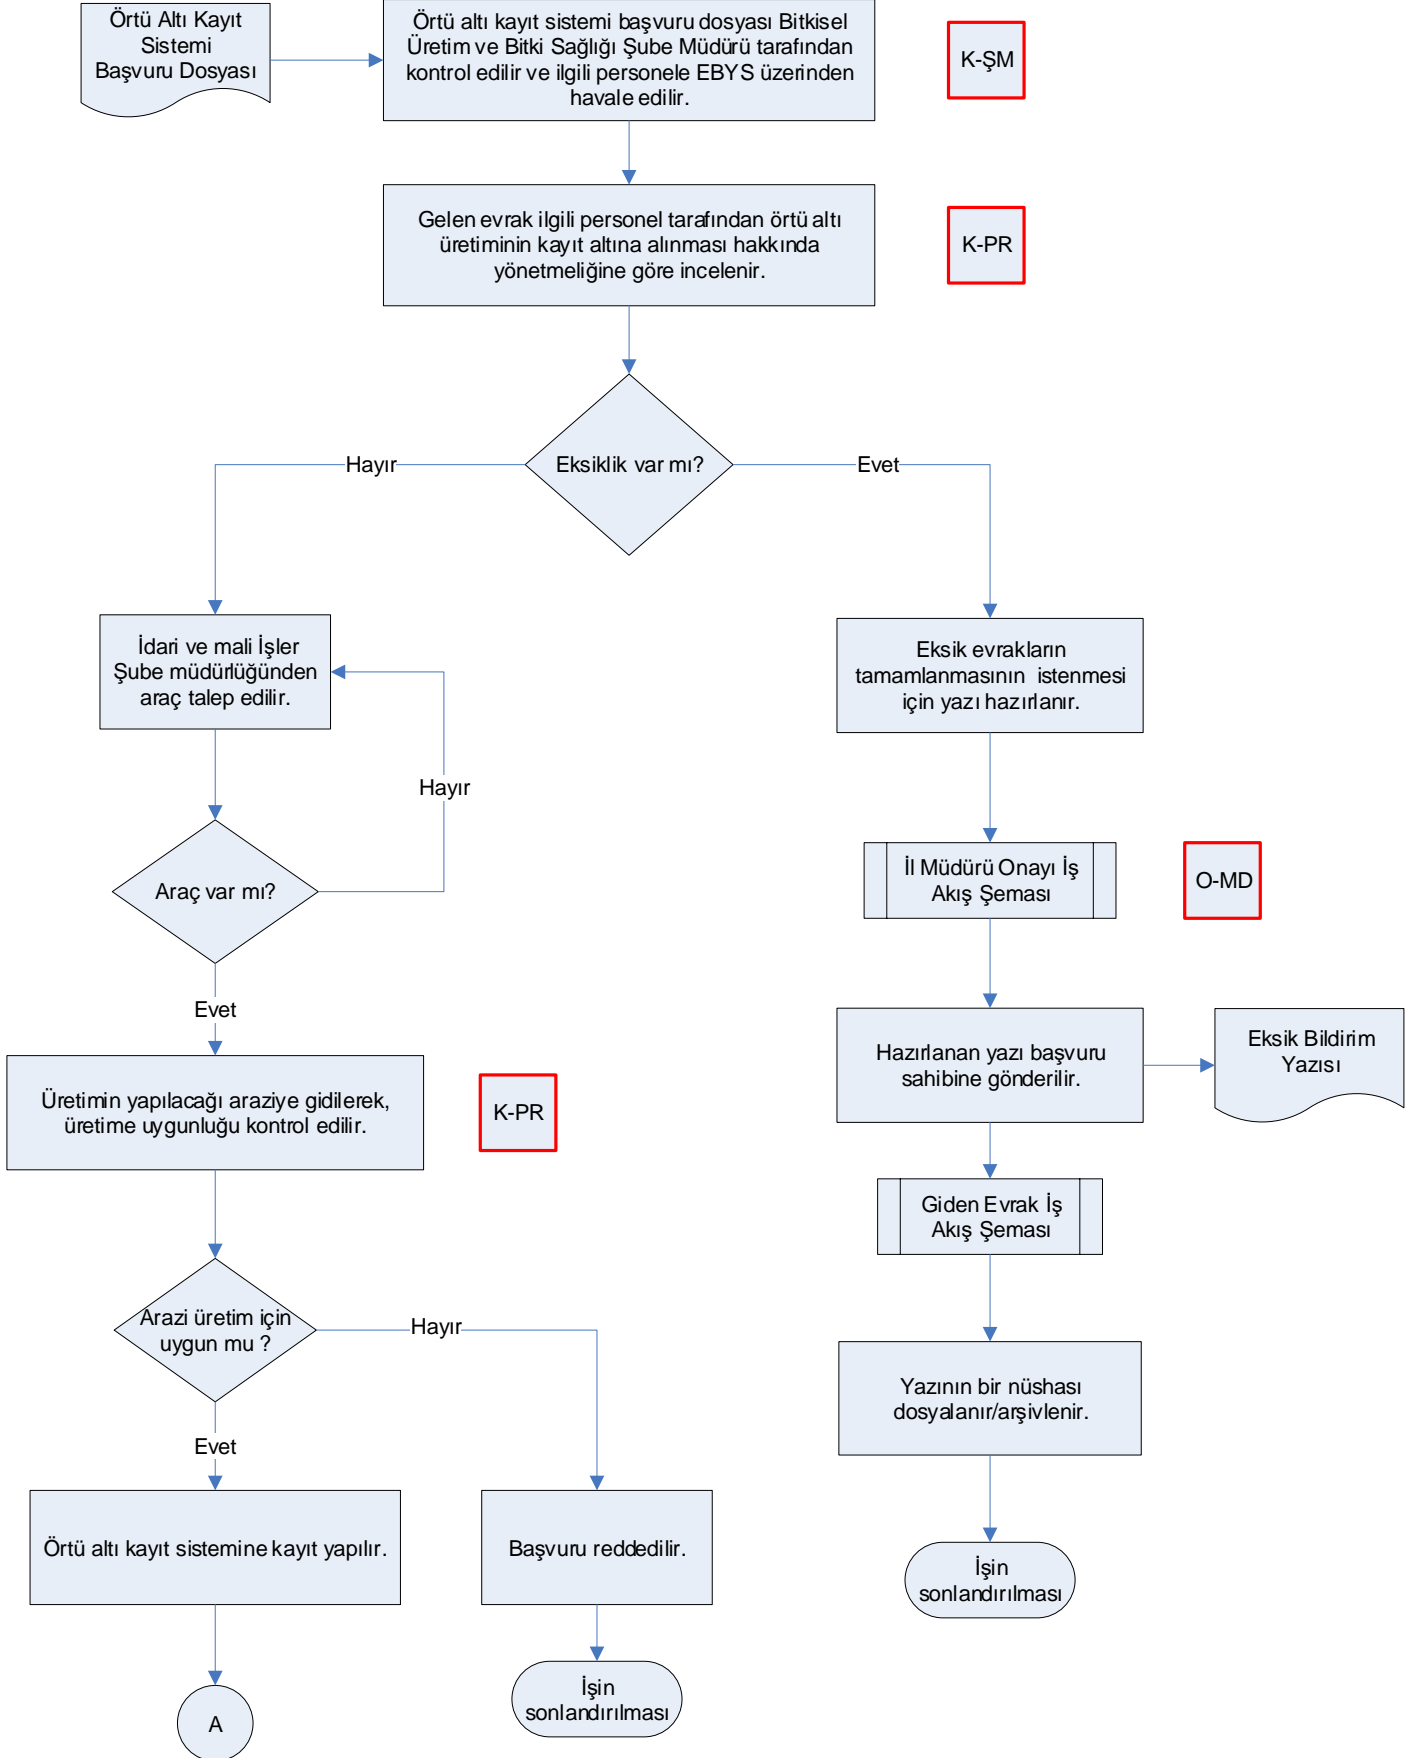 Örtü Altı Kayıt
Sistemi
Başvuru Dosyası
Örtü altı kayıt sistemi başvuru dosyası Bitkisel
Üretim ve Bitki Sağlığı Şube Müdürü tarafından
kontrol edilir ve ilgili personele EBYS üzerinden
havale edilir.
K-ŞM
Gelen evrak ilgili personel tarafından örtü altı
üretiminin kayıt altına alınması hakkında
yönetmeliğine göre incelenir.
K-PR
Eksiklik var mı?
Hayır
Evet
İdari ve mali İşler
Şube müdürlüğünden
araç talep edilir.
Hayır
Araç var mı?
Evet
Üretimin yapılacağı araziye gidilerek,
üretime uygunluğu kontrol edilir.
K-PR
Arazi üretim için
uygun mu ?
Hayır
Evet
Örtü altı kayıt sistemine kayıt yapılır.
A
Başvuru reddedilir.
İşin
sonlandırılması
Eksik evrakların
tamamlanmasının istenmesi
için yazı hazırlanır.
İl Müdürü Onayı İş
Akış Şeması
O-MD
Hazırlanan yazı başvuru
sahibine gönderilir.
Eksik Bildirim
Yazısı
Giden Evrak İş
Akış Şeması
Yazının bir nüshası
dosyalanır/arşivlenir.
İşin
sonlandırılması